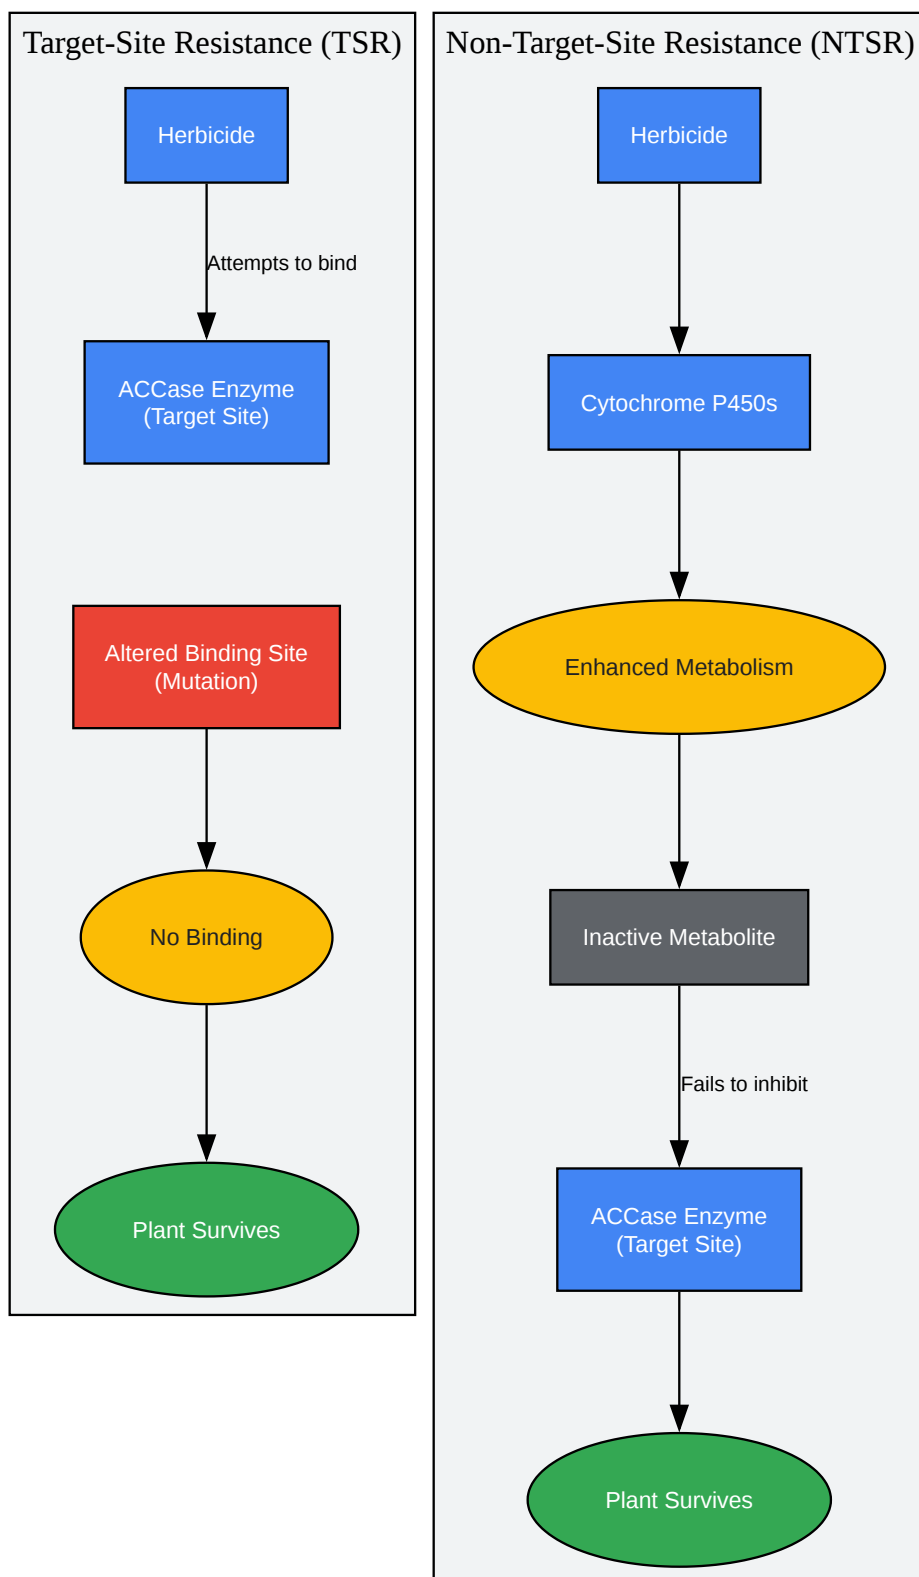 Target-Site Resistance (TSR)
Herbicide
Attempts to bind
ACCase Enzyme
(Target Site)
Altered Binding Site
(Mutation)
No Binding
Plant Survives
Non-Target-Site Resistance (NTSR)
Herbicide
Cytochrome P450s
Enhanced Metabolism
Inactive Metabolite
Fails to inhibit
ACCase Enzyme
(Target Site)
Plant Survives